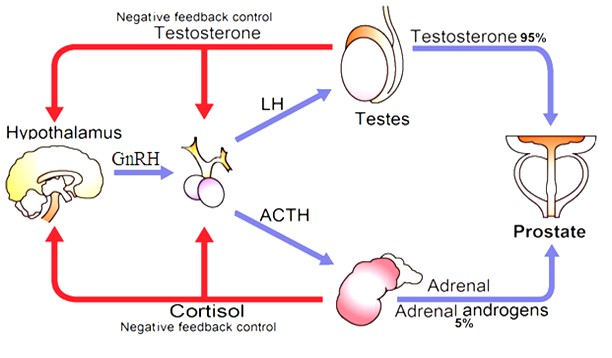 Negative feedback control
Testosterone
Testosterone 95%
LH
Testes
Hypothalamus
GnRH
ACTH
Prostate
Adrenal
Adrenal androgens
5%
Cortisol
Negative feedback control